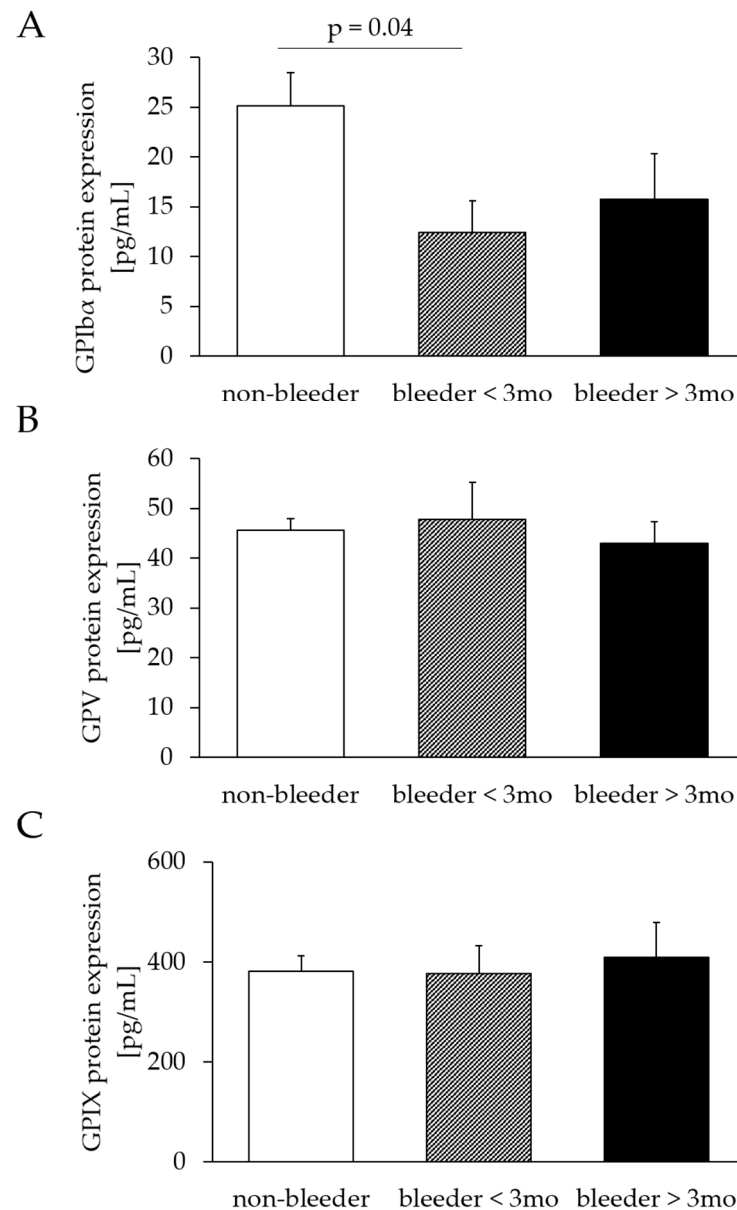 A
p = 0.04
GPIbα protein expression
[pg/mL]
30
25
20
15
10
5
0
non-bleeder bleeder < 3mo bleeder > 3mo
B
GPV protein expression
[pg/mL]
60
50
40
30
20
10
0
non-bleeder bleeder < 3mo bleeder > 3mo
C
GPIX protein expression
[pg/mL]
600
400
200
0
non-bleeder bleeder < 3mo bleeder > 3mo